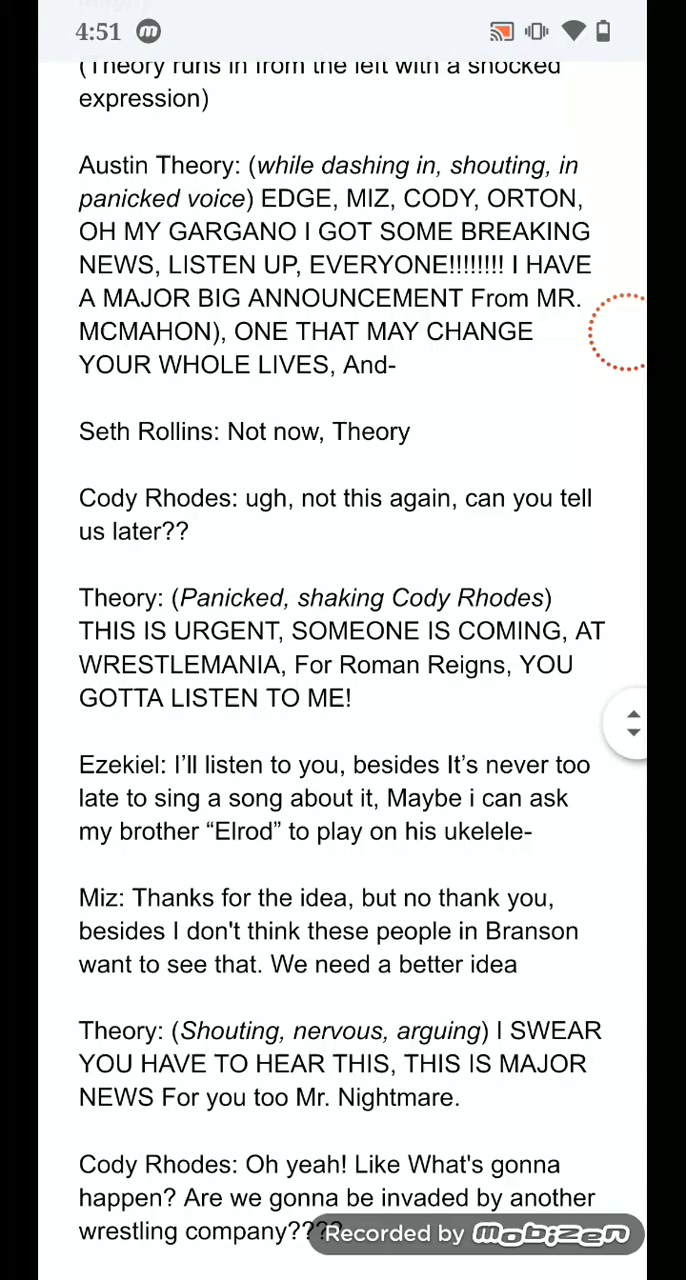 4:51 m
(Theory runs in from the left with a shocked
expression)
Austin Theory: (while dashing in, shouting, in
panicked voice) EDGE, MIZ, CODY, ORTON,
OH MY GARGANO I GOT SOME BREAKING
NEWS, LISTEN UP, EVERYONE!!!!!!!! I HAVE
A MAJOR BIG ANNOUNCEMENT From MR.
MCMAHON), ONE THAT MAY CHANGE
YOUR WHOLE LIVES, And-
Seth Rollins: Not now, Theory
Cody Rhodes: ugh, not this again, can you tell
us later??
Theory: (Panicked, shaking Cody Rhodes)
THIS IS URGENT, SOMEONE IS COMING, AT
WRESTLEMANIA, For Roman Reigns, YOU
GOTTA LISTEN TO ME!
Ezekiel: I’ll listen to you, besides It’s never too
late to sing a song about it, Maybe i can ask
my brother “Elrod” to play on his ukelele-
Miz: Thanks for the idea, but no thank you,
besides I don't think these people in Branson
want to see that. We need a better idea
Theory: (Shouting, nervous, arguing) I SWEAR
YOU HAVE TO HEAR THIS, THIS IS MAJOR
NEWS For you too Mr. Nightmare.
Cody Rhodes: Oh yeah! Like What's gonna
happen? Are we gonna be invaded by another
wrestling company????
Recorded by mobizen